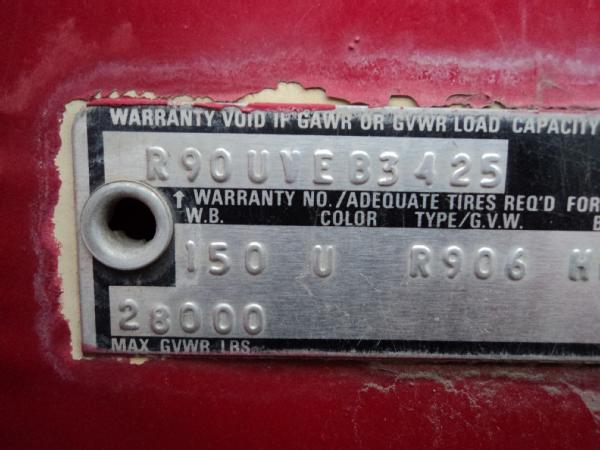 WARRANTY VOID IF GAWR OR GVWR LOAD CAPACITY
R90UVEB3425
↑ WARRANTY NO./ADEQUATE TIRES REQ'D FOR
W.B. COLOR TYPE/G.V.W.
150 U R906
28000
MAX GVWR LBS